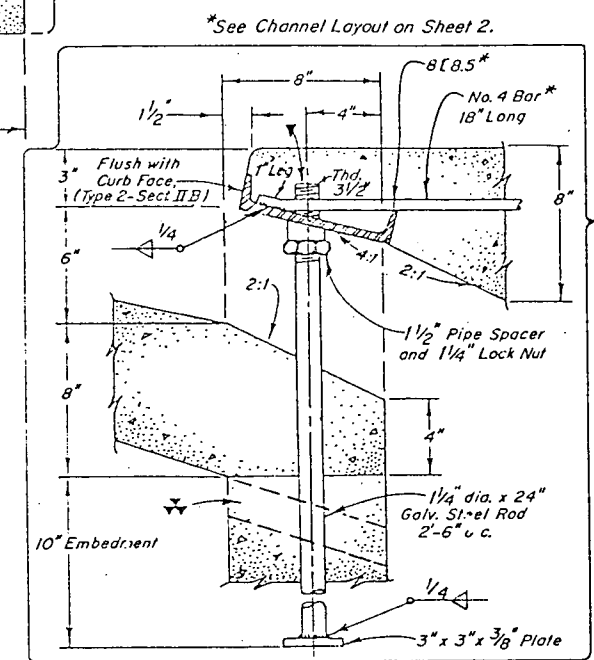 *See Channel Layout on Sheet 2.
8"
8[8.5*
1½"
4"
No. 4 Bar*
18" Long
3"
Flush with
Curb Face,
(Type 2-Sect II B)
1" Leg
Thd.
3½"
8"
1/4
6"
4:1
2:1
2:1
1½" Pipe Spacer
and 1¼" Lock Nut
8"
4"
1¼" dia. x 24"
Galv. Steel Rod
2'-6" o.c.
10" Embedment
1/4
3" x 3" x 3/8" Plate